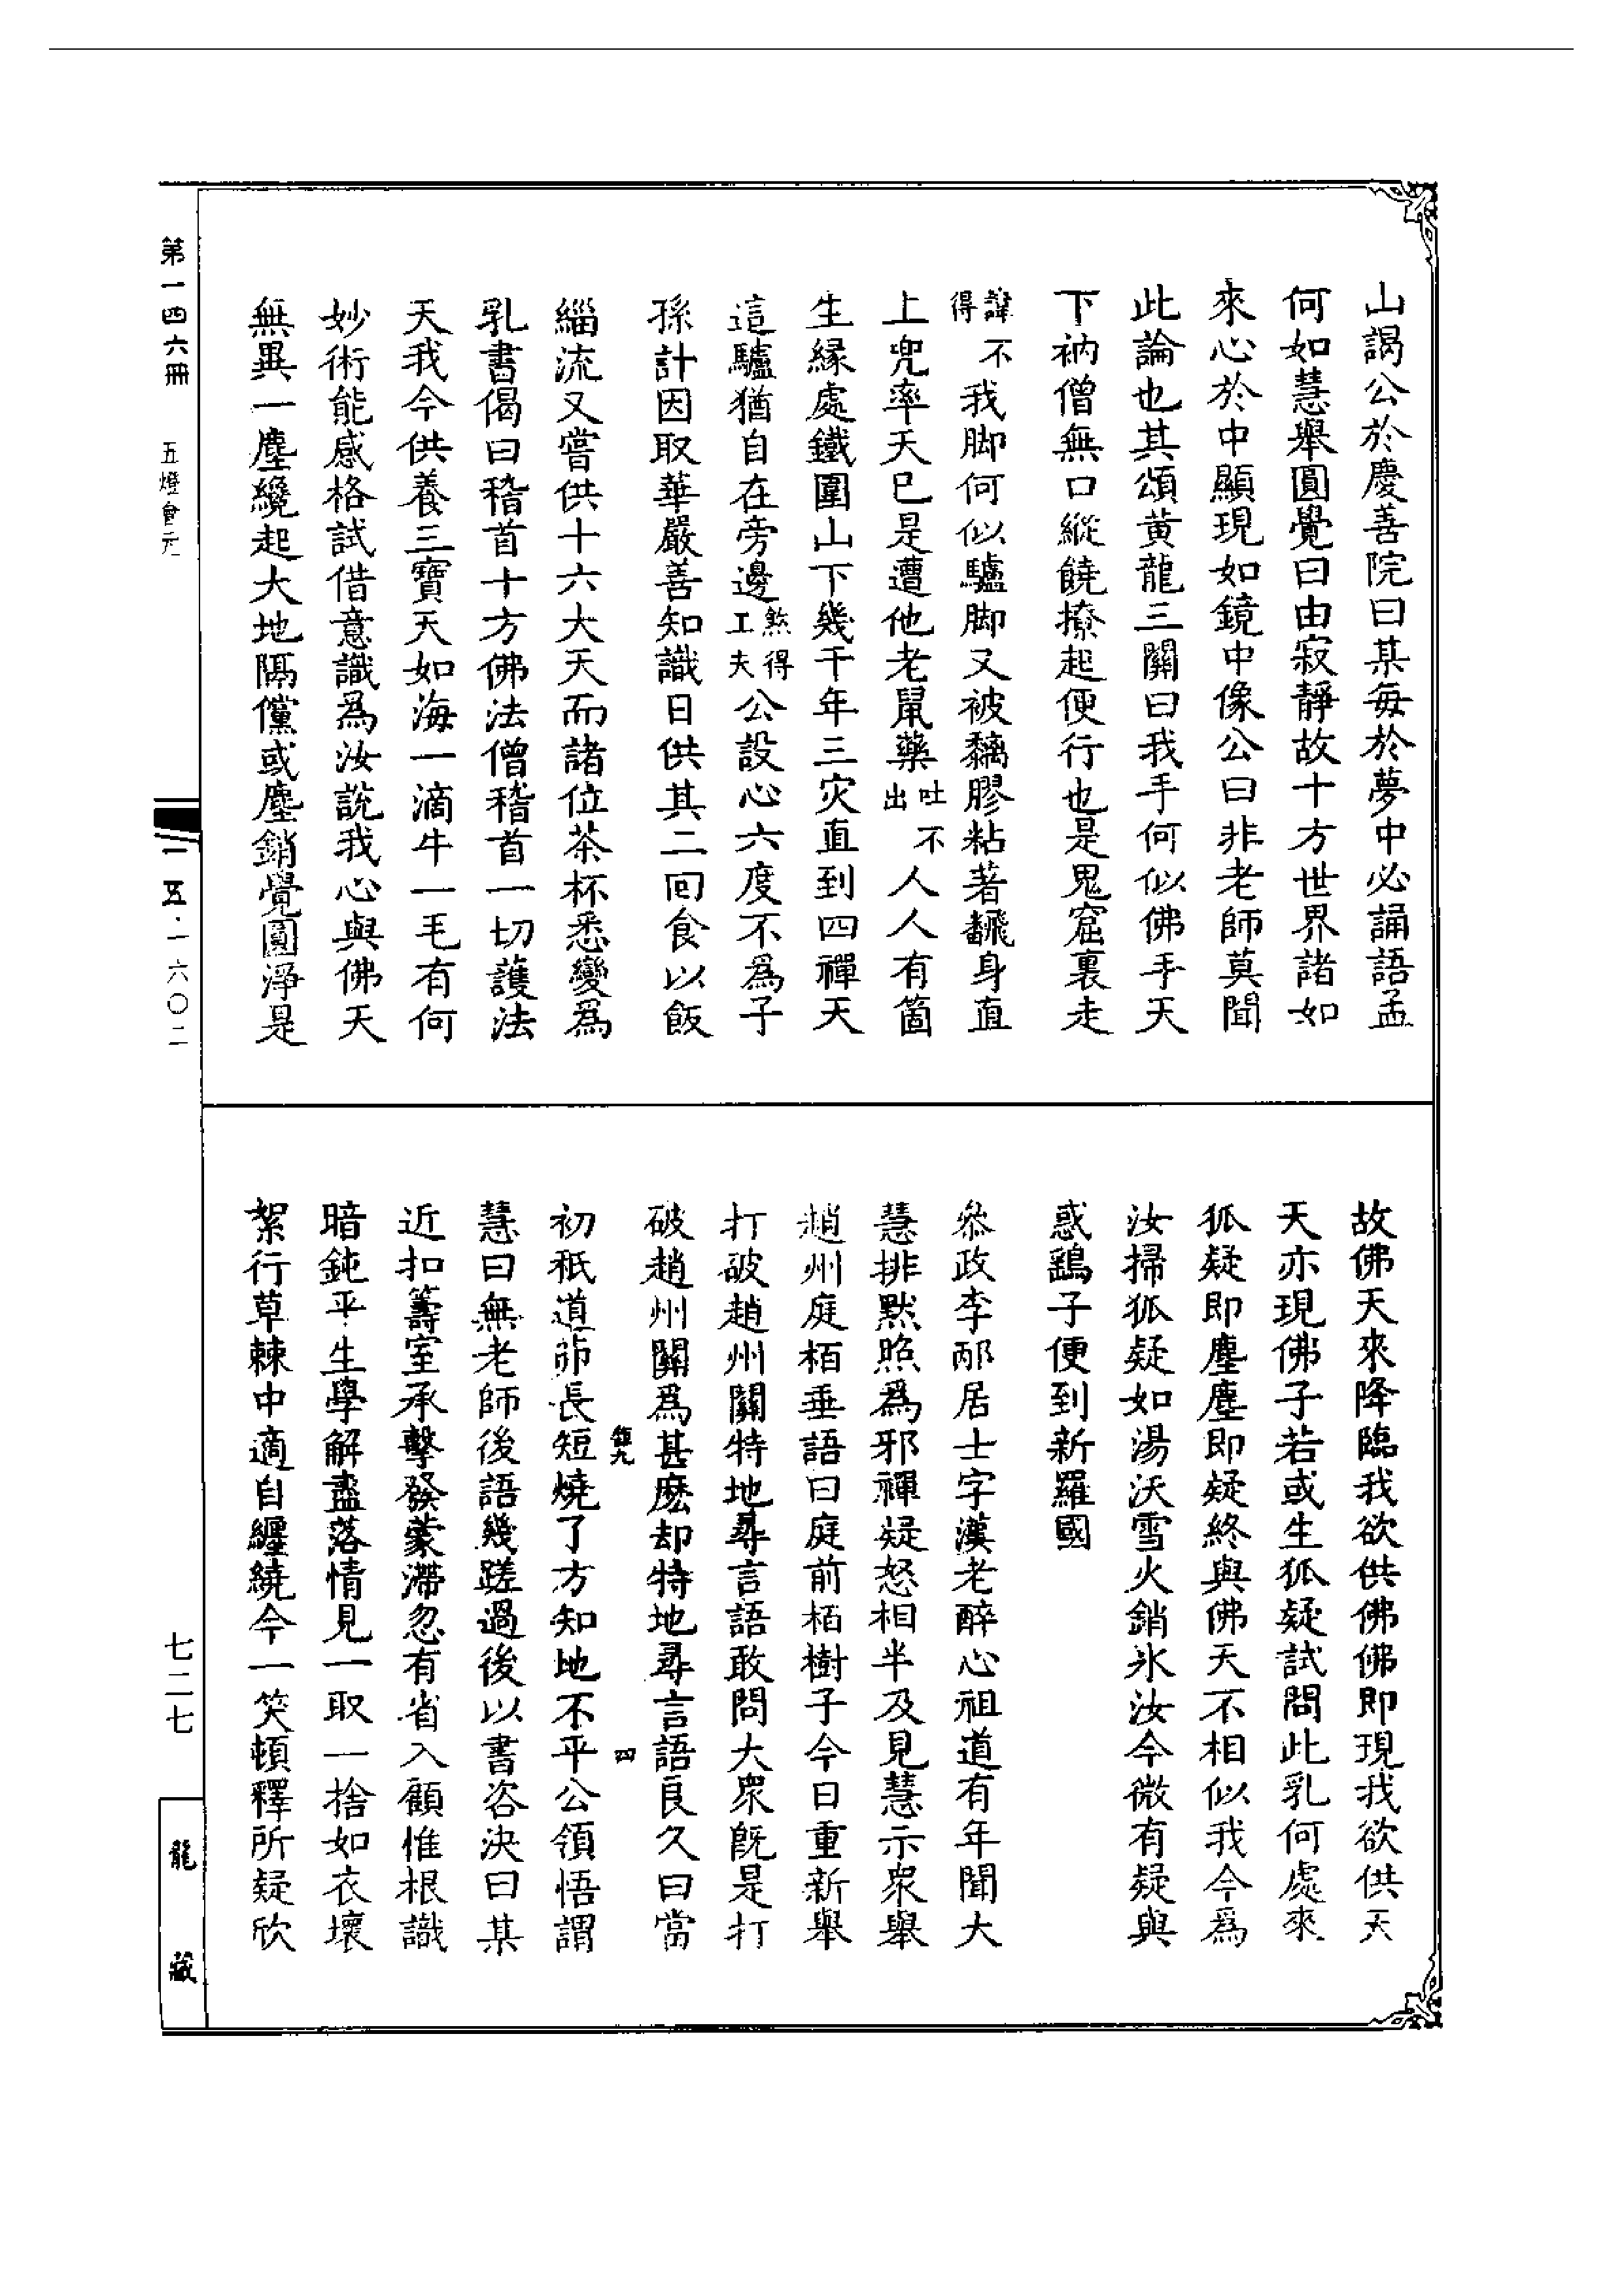 山謁公於慶善院曰某每於夢中必誦語孟
何如慧舉圓覺曰由寂靜故十方世界諸如
來心於中顯現如鏡中像公曰非老師莫聞
此論也其頌黃龍三關曰我手何似佛手天
下衲僧無口縱饒撩起便行也是鬼窟裏走
諱不得我脚何似驢脚又被黐膠粘著飜身直
上兜率天已是遭他老鼠藥吐不出人人有箇
生緣處鐵圍山下幾千年三灾直到四禪天
這驢猶自在旁邊煞得工夫公設心六度不為子
孫計因取華嚴善知識日供其二回食以飯
緇流又嘗供十六大天而諸位茶杯悉變為
乳書偈曰稽首十方佛法僧稽首一切護法
天我今供養三寶天如海一滴牛一毛有何
妙術能感格試借意識為汝說我心與佛天
無異一塵纔起大地隔儻或塵銷覺圓淨是
故佛天來降臨我欲供佛佛即現我欲供天
天亦現佛子若或生狐疑試問此乳何處來
狐疑即塵塵即疑終與佛天不相似我今為
汝掃狐疑如湯沃雪火銷氷汝今微有疑與
惑鷂子便到新羅國
叅政李邴居士字漢老醉心祖道有年聞大
慧排默照為邪禪疑怒相半及見慧示眾舉
趙州庭栢垂語曰庭前栢樹子今日重新舉
打破趙州關特地尋言語敢問大眾旣是打
破趙州關為甚麽却特地尋言語良久曰當
初秖道茆長短燒了方知地不平公領悟謂
慧曰無老師後語幾蹉過後以書咨決曰某
近扣籌室承擊發蒙滯忽有省入顧惟根識
暗鈍平生學解盡落情見一取一捨如衣壞
絮行草棘中適自纏繞今一笑頓釋所疑欣
第一四六冊
五燈會元
一五·一六〇二
七二七
龍藏
四